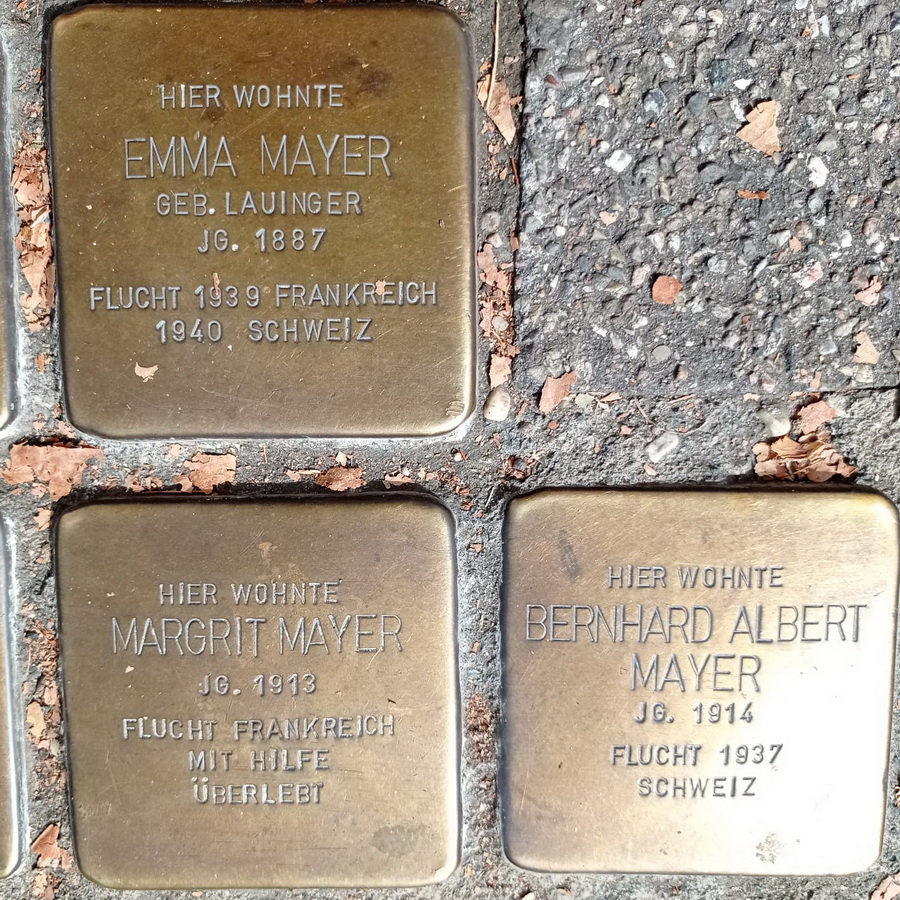 HIER WOHNTE
EMMA MAYER
GEB. LAUINGER
JG. 1887
FLUCHT 1939 FRANKREICH
1940 SCHWEIZ
HIER WOHNTE
MARGRIT MAYER
JG. 1913
FLUCHT FRANKREICH
MIT HILFE
ÜBERLEBT
HIER WOHNTE
BERNHARD ALBERT
MAYER
JG. 1914
FLUCHT 1937
SCHWEIZ